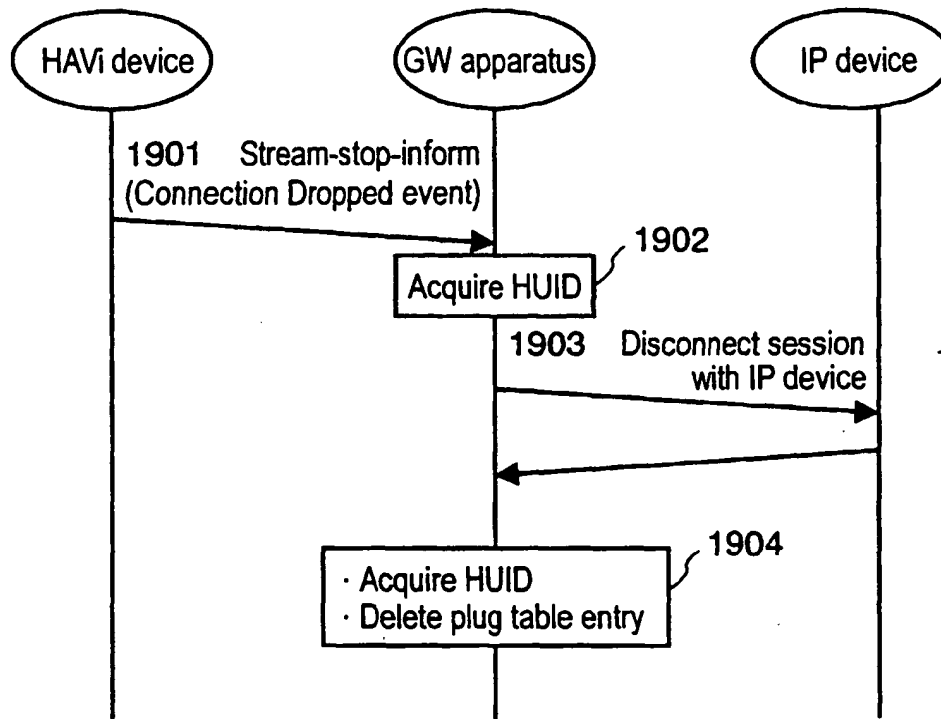 HAVi device
GW apparatus
IP device
1901 Stream-stop-inform
(Connection Dropped event)
1902
Acquire HUID
1903 Disconnect session
with IP device
1904
· Acquire HUID
· Delete plug table entry